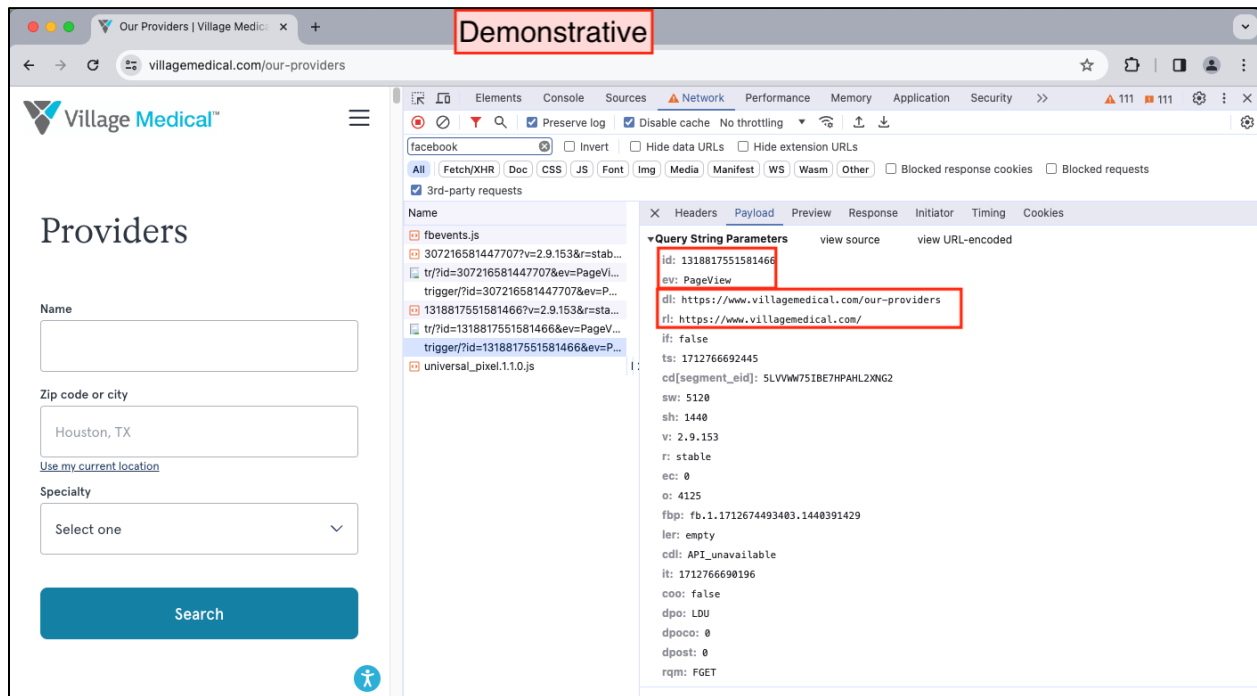 Our Providers | Village Medic
Demonstrative
villagemedical.com/our-providers
Village Medical™
Elements Console Sources Network Performance Memory Application Security >> 111 111
Preserve log Disable cache No throttling
facebook Invert Hide data URLs Hide extension URLs
All Fetch/XHR Doc CSS JS Font Img Media Manifest WS Wasm Other Blocked response cookies Blocked requests
3rd-party requests
Name
fbevents.js
307216581447707?v=2.9.153&r=stab...
tr/?id=307216581447707&ev=PageVi...
trigger/?id=307216581447707&ev=P...
1318817551581466?v=2.9.153&r=sta...
tr/?id=1318817551581466&ev=PageV...
trigger/?id=1318817551581466&ev=P...
universal_pixel.1.1.0.js
Headers Payload Preview Response Initiator Timing Cookies
Query String Parameters view source view URL-encoded
id: 1318817551581466
ev: PageView
dl: https://www.villagemedical.com/our-providers
rl: https://www.villagemedical.com/
if: false
ts: 1712766692445
cd[segment_eid]: 5LVVWW75IBE7HPAHL2XNG2
sw: 5120
sh: 1440
v: 2.9.153
r: stable
ec: 0
o: 4125
fbp: fb.1.1712674493403.1440391429
ler: empty
cdl: API_unavailable
it: 1712766690196
coo: false
dpo: LDU
dpoco: 0
dpost: 0
rqm: FGET
Providers
Name
Zip code or city
Houston, TX
Use my current location
Specialty
Select one
Search